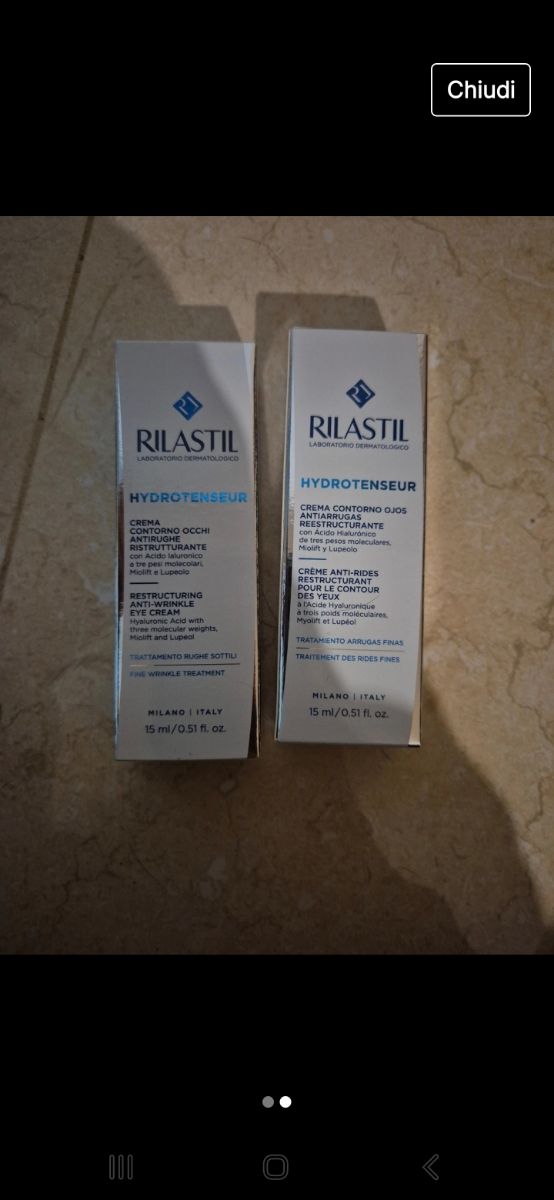 Chiudi
RILASTIL
LABORATORIO DERMATOLOGICO
HYDROTENSEUR
CREMA
CONTORNO OCCHI
ANTIRUGHE
RISTRUTTURANTE
con Acido Ialuronico
a tre pesi molecolari,
Miolift e Lupeolo
RESTRUCTURING
ANTI-WRINKLE
EYE CREAM
Hyaluronic Acid with
three molecular weights,
Miolift and Lupeol
TRATTAMENTO RUGHE SOTTILI
FINE WRINKLE TREATMENT
MILANO | ITALY
15 ml/0.51 fl. oz.
RILASTIL
LABORATORIO DERMATOLOGICO
HYDROTENSEUR
CREMA CONTORNO OJOS
ANTIARRUGAS
REESTRUCTURANTE
con Ácido Hialurónico
de tres pesos moleculares,
Miolift y Lupeolo
CRÈME ANTI-RIDES
RESTRUCTURANT
POUR LE CONTOUR
DES YEUX
à l'Acide Hyaluronique
à trois poids moléculaires,
Myolift et Lupéol
TRATAMIENTO ARRUGAS FINAS
TRAITEMENT DES RIDES FINES
MILANO | ITALY
15 ml/0.51 fl. oz.